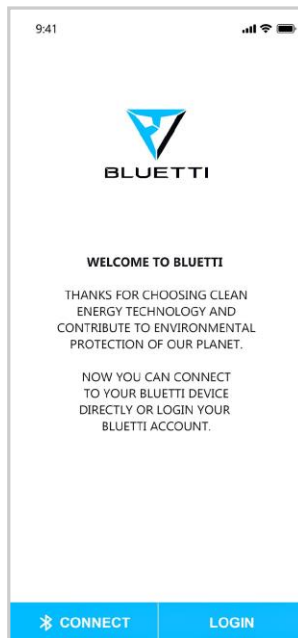 9:41
BLUETTI
WELCOME TO BLUETTI
THANKS FOR CHOOSING CLEAN
ENERGY TECHNOLOGY AND
CONTRIBUTE TO ENVIRONMENTAL
PROTECTION OF OUR PLANET.
NOW YOU CAN CONNECT
TO YOUR BLUETTI DEVICE
DIRECTLY OR LOGIN YOUR
BLUETTI ACCOUNT.
CONNECT LOGIN